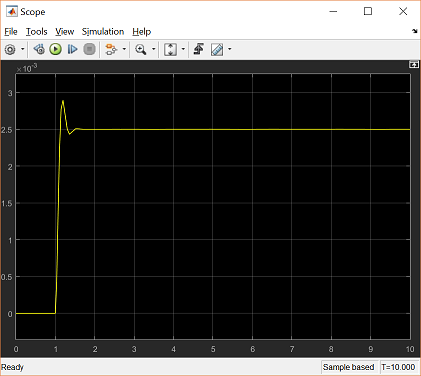 Scope
File Tools View Simulation Help
×10⁻³
3
2.5
2
1.5
1
0.5
0
0 1 2 3 4 5 6 7 8 9 10
Ready Sample based T=10.000